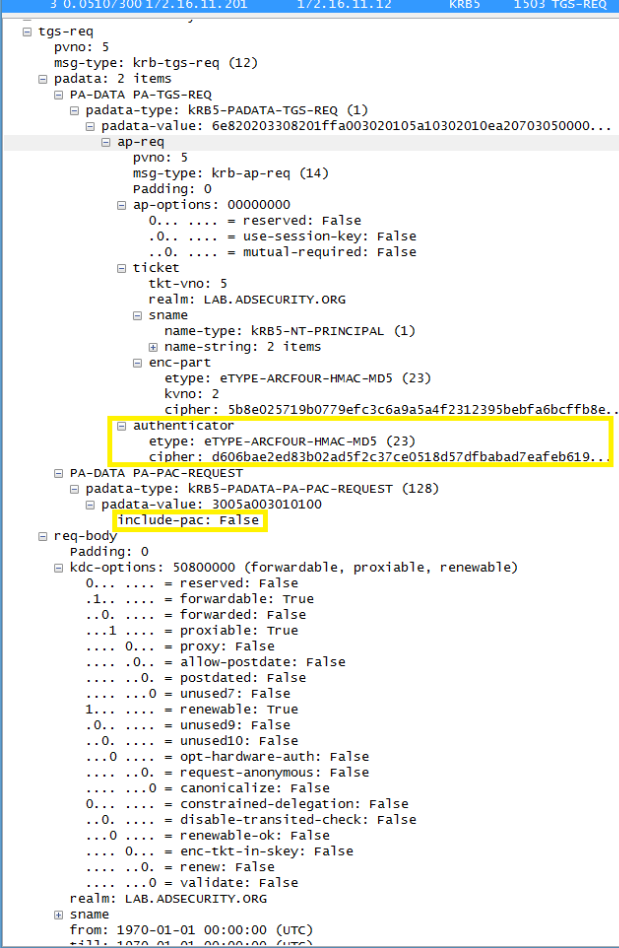 3 0.05107300 172.16.11.201 172.16.11.12 KRB5 1503 TGS-REQ
tgs-req
pvno: 5
msg-type: krb-tgs-req (12)
padata: 2 items
PA-DATA PA-TGS-REQ
padata-type: kRB5-PADATA-TGS-REQ (1)
padata-value: 6e820203308201ffa003020105a10302010ea20703050000...
ap-req
pvno: 5
msg-type: krb-ap-req (14)
Padding: 0
ap-options: 00000000
0... .... = reserved: False
.0.. .... = use-session-key: False
..0. .... = mutual-required: False
ticket
tkt-vno: 5
realm: LAB.ADSECURITY.ORG
sname
name-type: kRB5-NT-PRINCIPAL (1)
name-string: 2 items
enc-part
etype: eTYPE-ARCFOUR-HMAC-MD5 (23)
kvno: 2
cipher: 5b8e025719b0779efc3c6a9a5a4f2312395bebfa6bcffb8e..
authenticator
etype: eTYPE-ARCFOUR-HMAC-MD5 (23)
cipher: d606bae2ed83b02ad5f2c37ce0518d57dfbabad7eafeb619...
PA-DATA PA-PAC-REQUEST
padata-type: kRB5-PADATA-PA-PAC-REQUEST (128)
padata-value: 3005a003010100
include-pac: False
req-body
Padding: 0
kdc-options: 50800000 (forwardable, proxiable, renewable)
0... .... = reserved: False
.1.. .... = forwardable: True
..0. .... = forwarded: False
...1 .... = proxiable: True
.... 0... = proxy: False
.... .0.. = allow-postdate: False
.... ..0. = postdated: False
.... ...0 = unused7: False
1... .... = renewable: True
.0.. .... = unused9: False
..0. .... = unused10: False
...0 .... = opt-hardware-auth: False
.... ..0. = request-anonymous: False
.... ...0 = canonicalize: False
0... .... = constrained-delegation: False
..0. .... = disable-transited-check: False
...0 .... = renewable-ok: False
.... 0... = enc-tkt-in-skey: False
.... ..0. = renew: False
.... ...0 = validate: False
realm: LAB.ADSECURITY.ORG
sname
from: 1970-01-01 00:00:00 (UTC)
till: 1970-01-01 00:00:00 (UTC)